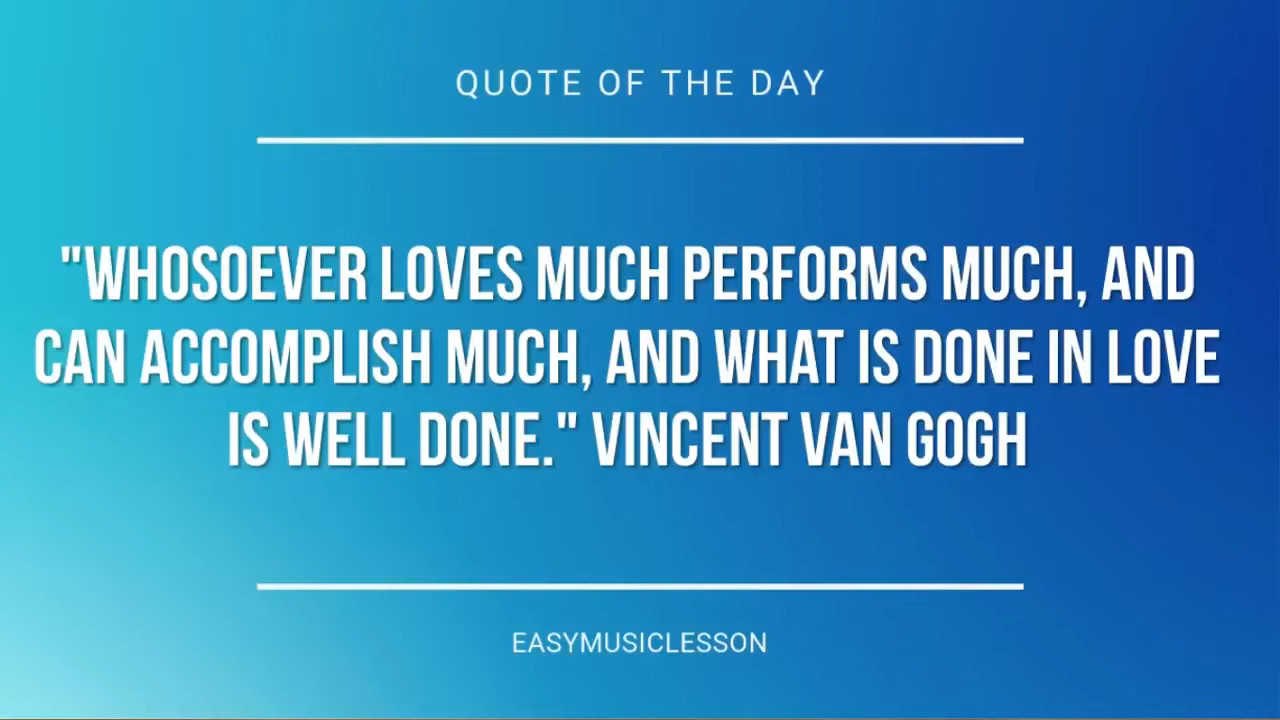 QUOTE OF THE DAY
"WHOSOEVER LOVES MUCH PERFORMS MUCH, AND
CAN ACCOMPLISH MUCH, AND WHAT IS DONE IN LOVE
IS WELL DONE." VINCENT VAN GOGH
EASYMUSICLESSON